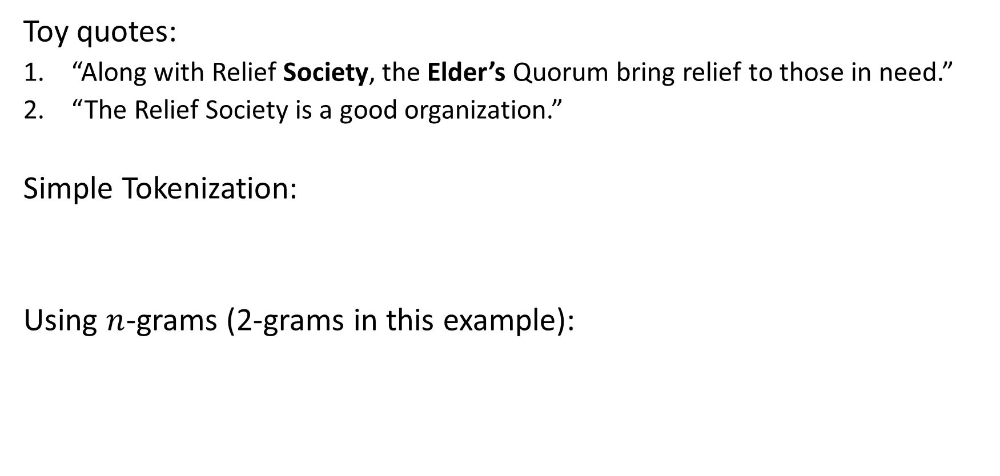 Toy quotes:
1. “Along with Relief Society, the Elder’s Quorum bring relief to those in need.”
2. “The Relief Society is a good organization.”
Simple Tokenization:
Using n-grams (2-grams in this example):